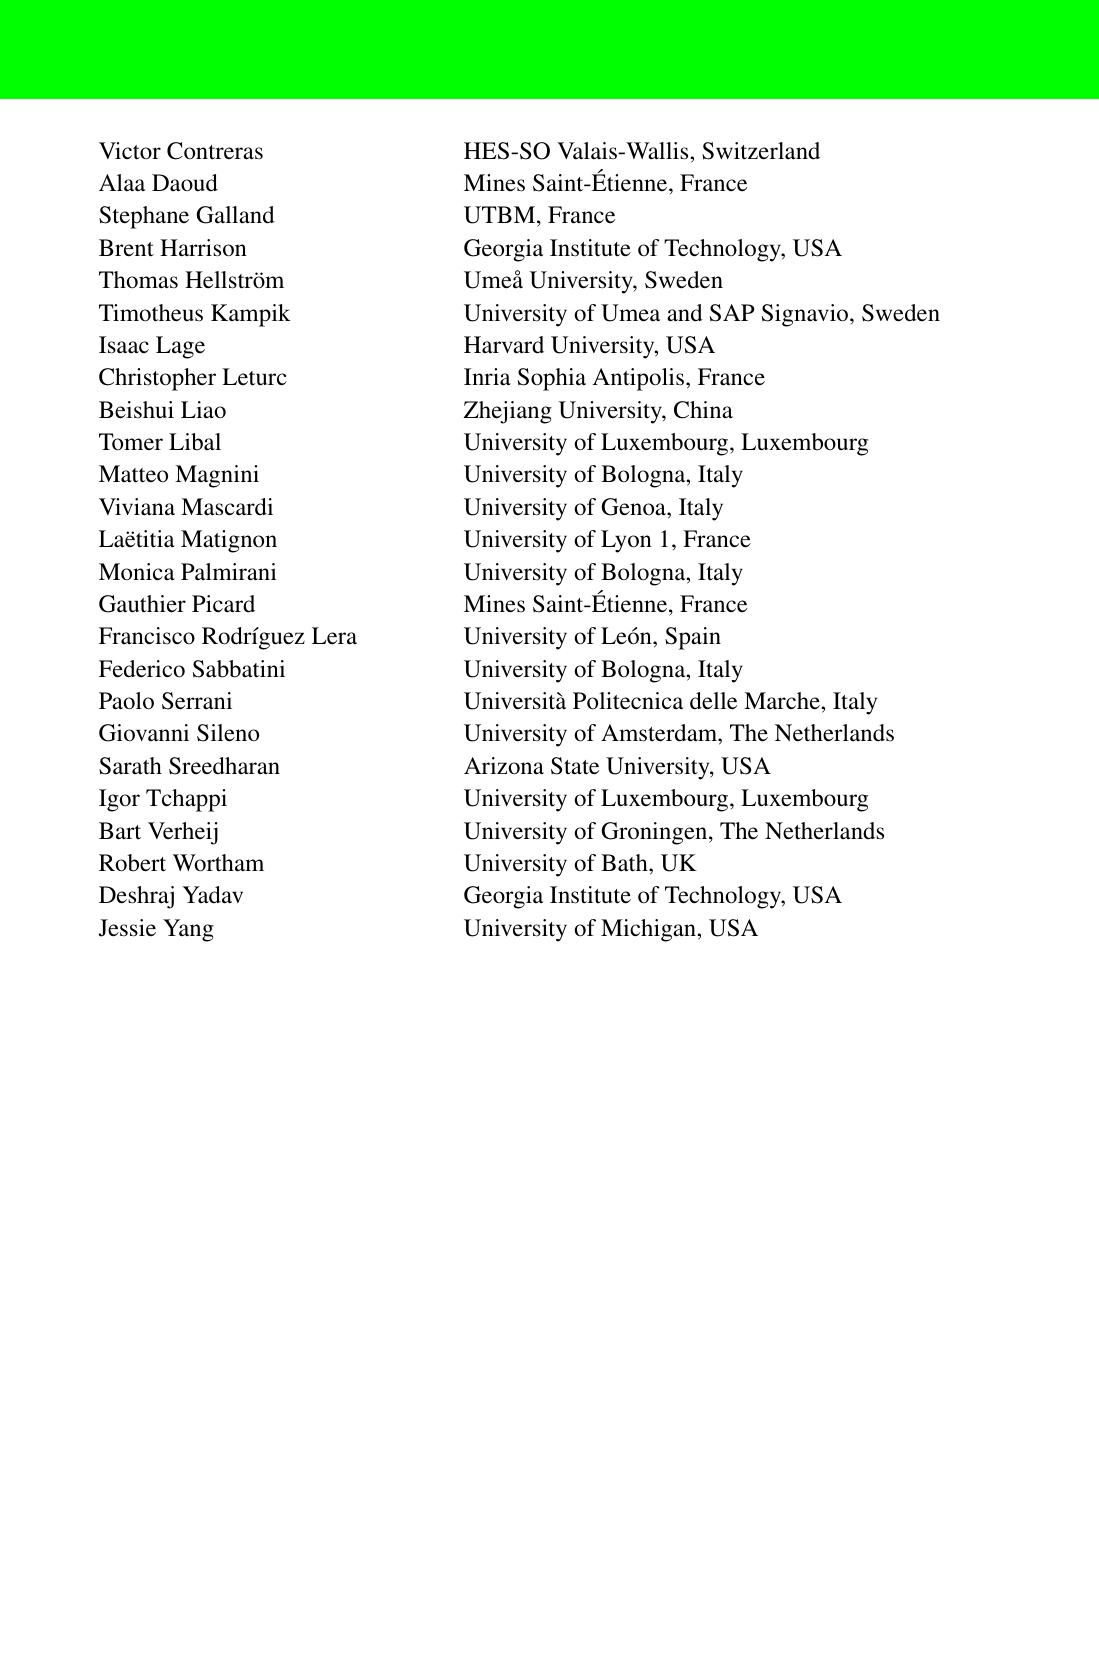 Victor Contreras HES-SO Valais-Wallis, Switzerland
Alaa Daoud Mines Saint-Étienne, France
Stephane Galland UTBM, France
Brent Harrison Georgia Institute of Technology, USA
Thomas Hellström Umeå University, Sweden
Timotheus Kampik University of Umea and SAP Signavio, Sweden
Isaac Lage Harvard University, USA
Christopher Leturc Inria Sophia Antipolis, France
Beishui Liao Zhejiang University, China
Tomer Libal University of Luxembourg, Luxembourg
Matteo Magnini University of Bologna, Italy
Viviana Mascardi University of Genoa, Italy
Laëtitia Matignon University of Lyon 1, France
Monica Palmirani University of Bologna, Italy
Gauthier Picard Mines Saint-Étienne, France
Francisco Rodríguez Lera University of León, Spain
Federico Sabbatini University of Bologna, Italy
Paolo Serrani Università Politecnica delle Marche, Italy
Giovanni Sileno University of Amsterdam, The Netherlands
Sarath Sreedharan Arizona State University, USA
Igor Tchappi University of Luxembourg, Luxembourg
Bart Verheij University of Groningen, The Netherlands
Robert Wortham University of Bath, UK
Deshraj Yadav Georgia Institute of Technology, USA
Jessie Yang University of Michigan, USA